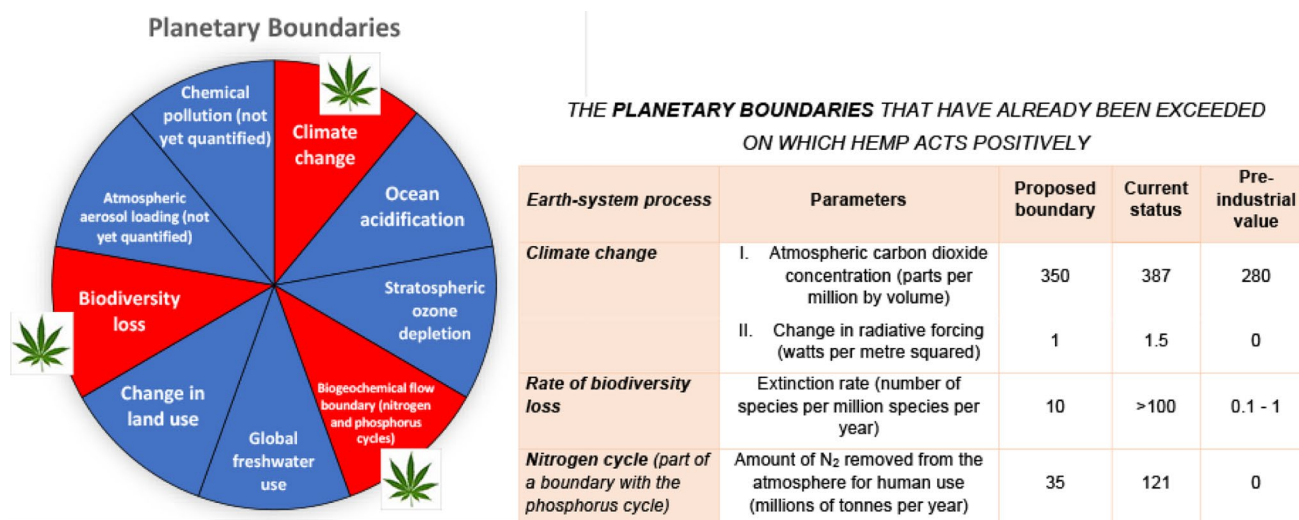 Planetary Boundaries
Chemical
pollution (not
yet quantified)
Climate
change
Ocean
acidification
Stratospheric
ozone
depletion
Biogeochemical flow
boundary (nitrogen
and phosphorus
cycles)
Global
freshwater
use
Change in
land use
Biodiversity
loss
Atmospheric
aerosol loading (not
yet quantified)
THE PLANETARY BOUNDARIES THAT HAVE ALREADY BEEN EXCEEDED
ON WHICH HEMP ACTS POSITIVELY
Earth-system process
Parameters
Proposed
boundary
Current
status
Pre-
industrial
value
Climate change
I. Atmospheric carbon dioxide
concentration (parts per
million by volume)
350
387
280
II. Change in radiative forcing
(watts per metre squared)
1
1.5
0
Rate of biodiversity
loss
Extinction rate (number of
species per million species per
year)
10
>100
0.1 - 1
Nitrogen cycle (part of
a boundary with the
phosphorus cycle)
Amount of N₂ removed from the
atmosphere for human use
(millions of tonnes per year)
35
121
0